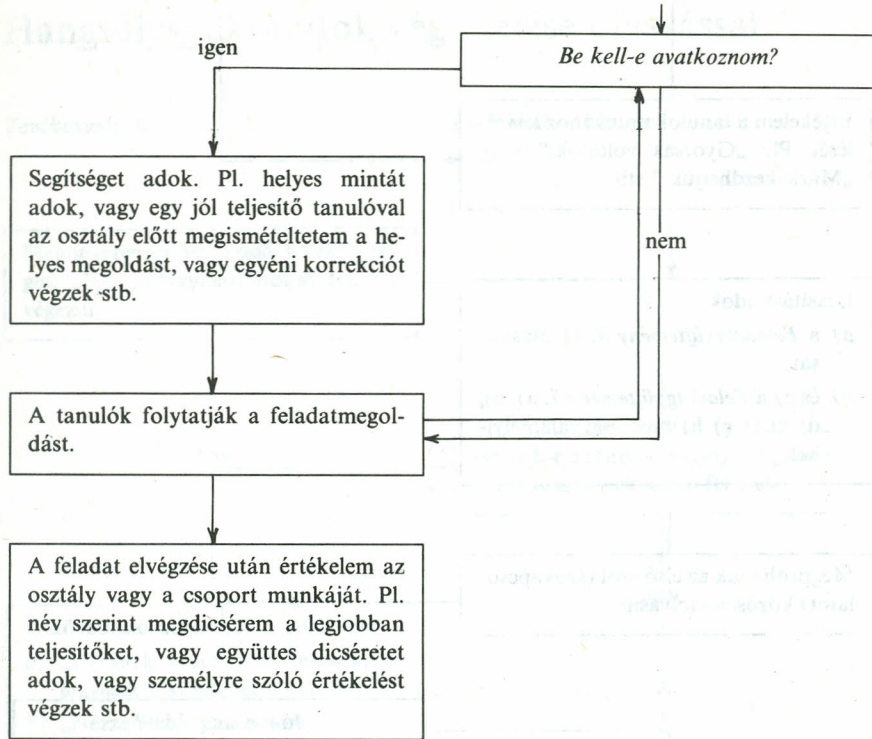 igen
Be kell-e avatkoznom?
Segítséget adok. Pl. helyes mintát
adok, vagy egy jól teljesítő tanulóval
az osztály előtt megismételtetem a he-
lyes megoldást, vagy egyéni korrekciót
végzek stb.
nem
A tanulók folytatják a feladatmegol-
dást.
A feladat elvégzése után értékelem az
osztály vagy a csoport munkáját. Pl.
név szerint megdicsérem a legjobban
teljesítőket, vagy együttes dicséretet
adok, vagy személyre szóló értékelést
végzek stb.